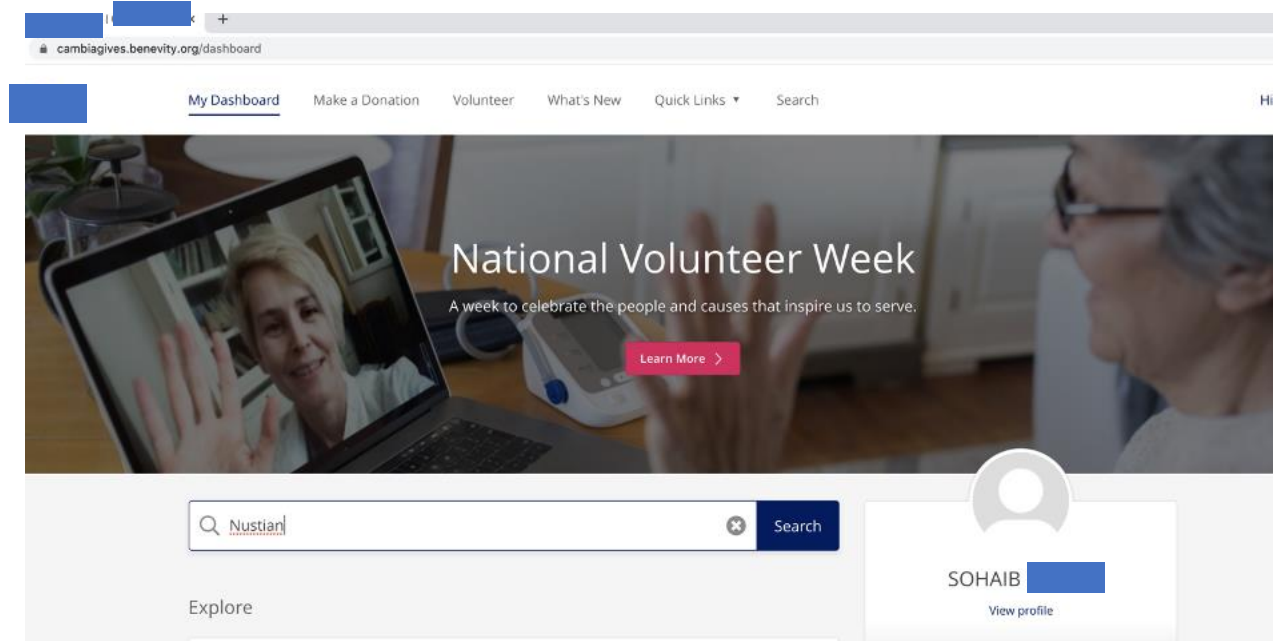 +
cambiagives.benevity.org/dashboard
My Dashboard Make a Donation Volunteer What's New Quick Links ▼ Search Hi
National Volunteer Week
A week to celebrate the people and causes that inspire us to serve.
Learn More >
Nustian Search
SOHAIB
Explore
View profile